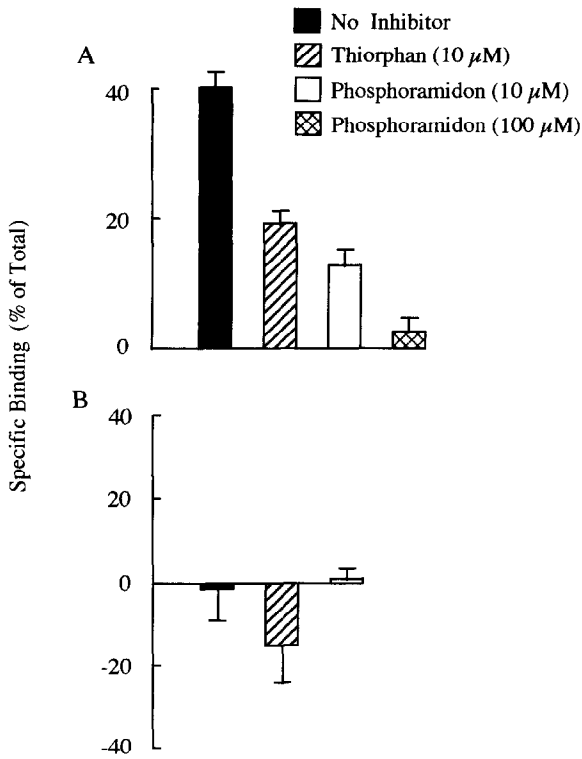 No Inhibitor
Thiorphan (10 μM)
Phosphoramidon (10 μM)
Phosphoramidon (100 μM)
A
40
20
0
Specific Binding (% of Total)
B
40
20
0
-20
-40